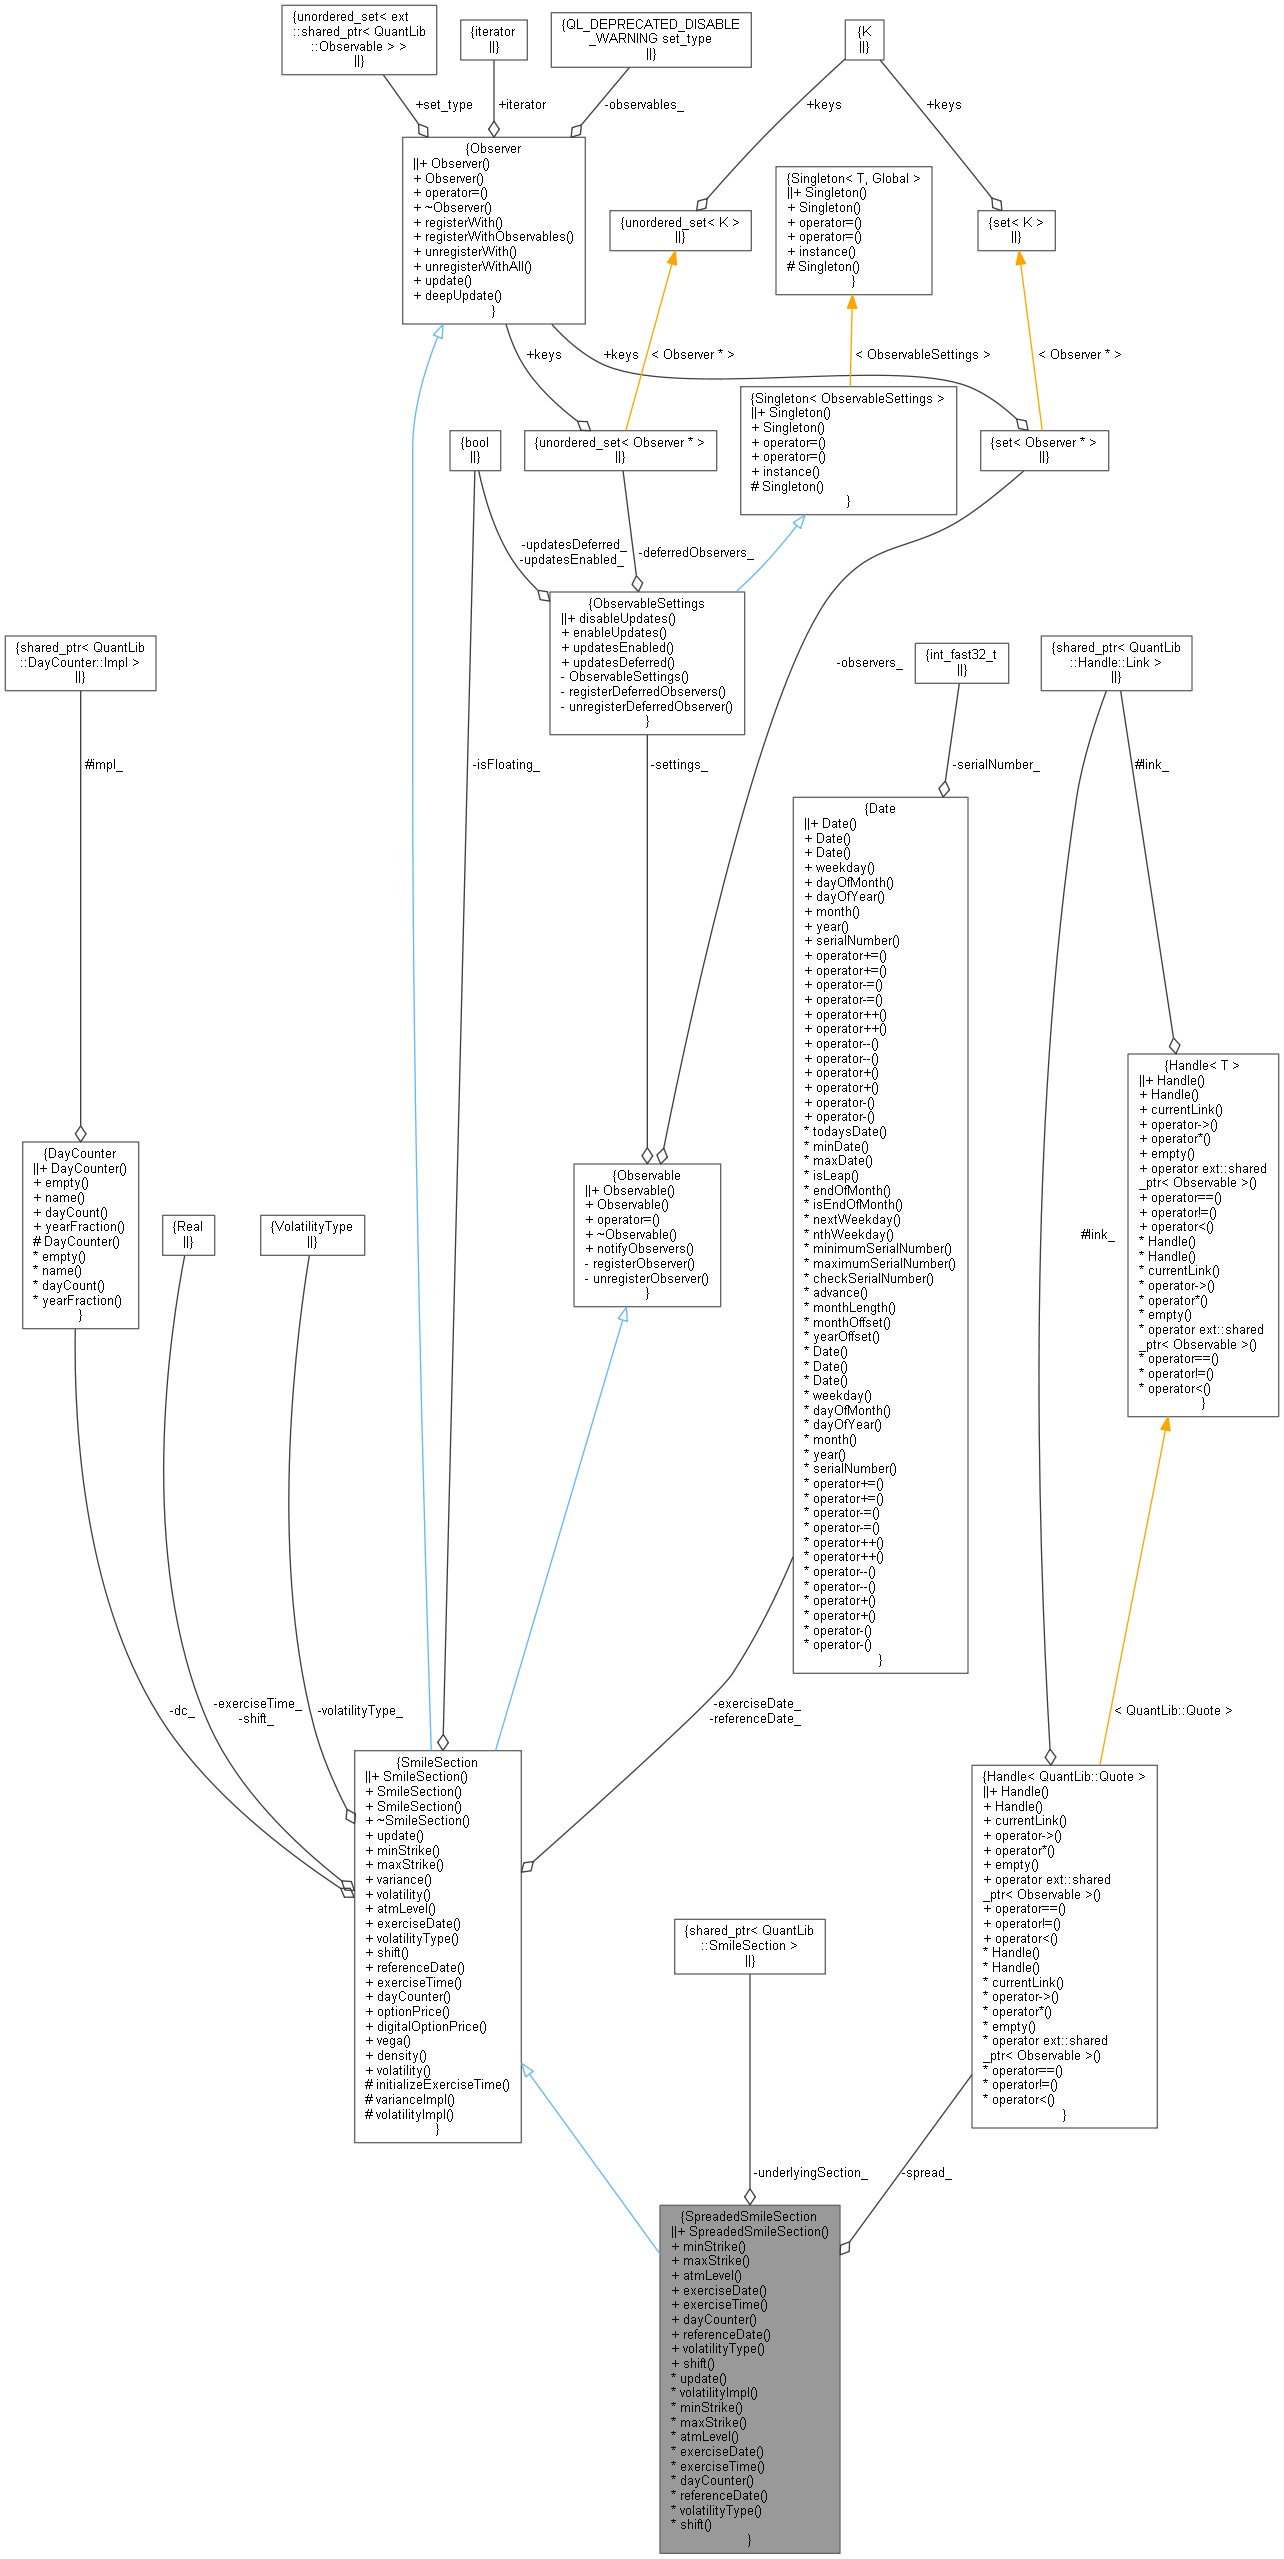 {unordered_set< ext
::shared_ptr< QuantLib
::Observable > >
||}
{iterator
||}
{QL_DEPRECATED_DISABLE
_WARNING set_type
||}
{K
||}
+set_type
+iterator
-observables_
+keys
+keys
{Observer
||+ Observer()
+ Observer()
+ operator=()
+ ~Observer()
+ registerWith()
+ registerWithObservables()
+ unregisterWith()
+ unregisterWithAll()
+ update()
+ deepUpdate()
}
{unordered_set< K >
||}
{Singleton< T, Global >
||+ Singleton()
+ Singleton()
+ operator=()
+ operator=()
+ instance()
# Singleton()
}
{set< K >
||}
+keys
+keys
< Observer * >
< ObservableSettings >
< Observer * >
{bool
||}
{unordered_set< Observer * >
||}
{Singleton< ObservableSettings >
||+ Singleton()
+ Singleton()
+ operator=()
+ operator=()
+ instance()
# Singleton()
}
{set< Observer * >
||}
-updatesDeferred_
-updatesEnabled_
-deferredObservers_
{ObservableSettings
||+ disableUpdates()
+ enableUpdates()
+ updatesEnabled()
+ updatesDeferred()
- ObservableSettings()
- registerDeferredObservers()
- unregisterDeferredObserver()
}
{shared_ptr< QuantLib
::DayCounter::Impl >
||}
-observers_
{int_fast32_t
||}
{shared_ptr< QuantLib
::Handle::Link >
||}
#impl_
-isFloating_
-settings_
-serialNumber_
#link_
{Date
||+ Date()
+ Date()
+ Date()
+ weekday()
+ dayOfMonth()
+ dayOfYear()
+ month()
+ year()
+ serialNumber()
+ operator+=()
+ operator+=()
+ operator-=()
+ operator-=()
+ operator++()
+ operator++()
+ operator--()
+ operator--()
+ operator+()
+ operator+()
+ operator-()
+ operator-()
* todaysDate()
* minDate()
* maxDate()
* isLeap()
* endOfMonth()
* isEndOfMonth()
* nextWeekday()
* nthWeekday()
* minimumSerialNumber()
* maximumSerialNumber()
* checkSerialNumber()
* advance()
* monthLength()
* monthOffset()
* yearOffset()
* Date()
* Date()
* Date()
* weekday()
* dayOfMonth()
* dayOfYear()
* month()
* year()
* serialNumber()
* operator+=()
* operator+=()
* operator-=()
* operator-=()
* operator++()
* operator++()
* operator--()
* operator--()
* operator+()
* operator+()
* operator-()
* operator-()
}
{Handle< T >
||+ Handle()
+ Handle()
+ currentLink()
+ operator->()
+ operator*()
+ empty()
+ operator ext::shared
_ptr< Observable >()
+ operator==()
+ operator!=()
+ operator<()
* Handle()
* Handle()
* currentLink()
* operator->()
* operator*()
* empty()
* operator ext::shared
_ptr< Observable >()
* operator==()
* operator!=()
* operator<()
}
{DayCounter
||+ DayCounter()
+ empty()
+ name()
+ dayCount()
+ yearFraction()
# DayCounter()
* empty()
* name()
* dayCount()
* yearFraction()
}
{Real
||}
{VolatilityType
||}
{Observable
||+ Observable()
+ Observable()
+ operator=()
+ ~Observable()
+ notifyObservers()
- registerObserver()
- unregisterObserver()
}
#link_
-dc_
-exerciseTime_
-shift_
-volatilityType_
-exerciseDate_
-referenceDate_
< QuantLib::Quote >
{SmileSection
||+ SmileSection()
+ SmileSection()
+ SmileSection()
+ ~SmileSection()
+ update()
+ minStrike()
+ maxStrike()
+ variance()
+ volatility()
+ atmLevel()
+ exerciseDate()
+ volatilityType()
+ shift()
+ referenceDate()
+ exerciseTime()
+ dayCounter()
+ optionPrice()
+ digitalOptionPrice()
+ vega()
+ density()
+ volatility()
# initializeExerciseTime()
# varianceImpl()
# volatilityImpl()
}
{Handle< QuantLib::Quote >
||+ Handle()
+ Handle()
+ currentLink()
+ operator->()
+ operator*()
+ empty()
+ operator ext::shared
_ptr< Observable >()
+ operator==()
+ operator!=()
+ operator<()
* Handle()
* Handle()
* currentLink()
* operator->()
* operator*()
* empty()
* operator ext::shared
_ptr< Observable >()
* operator==()
* operator!=()
* operator<()
}
{shared_ptr< QuantLib
::SmileSection >
||}
-underlyingSection_
-spread_
{SpreadedSmileSection
||+ SpreadedSmileSection()
+ minStrike()
+ maxStrike()
+ atmLevel()
+ exerciseDate()
+ exerciseTime()
+ dayCounter()
+ referenceDate()
+ volatilityType()
+ shift()
* update()
* volatilityImpl()
* minStrike()
* maxStrike()
* atmLevel()
* exerciseDate()
* exerciseTime()
* dayCounter()
* referenceDate()
* volatilityType()
* shift()
}